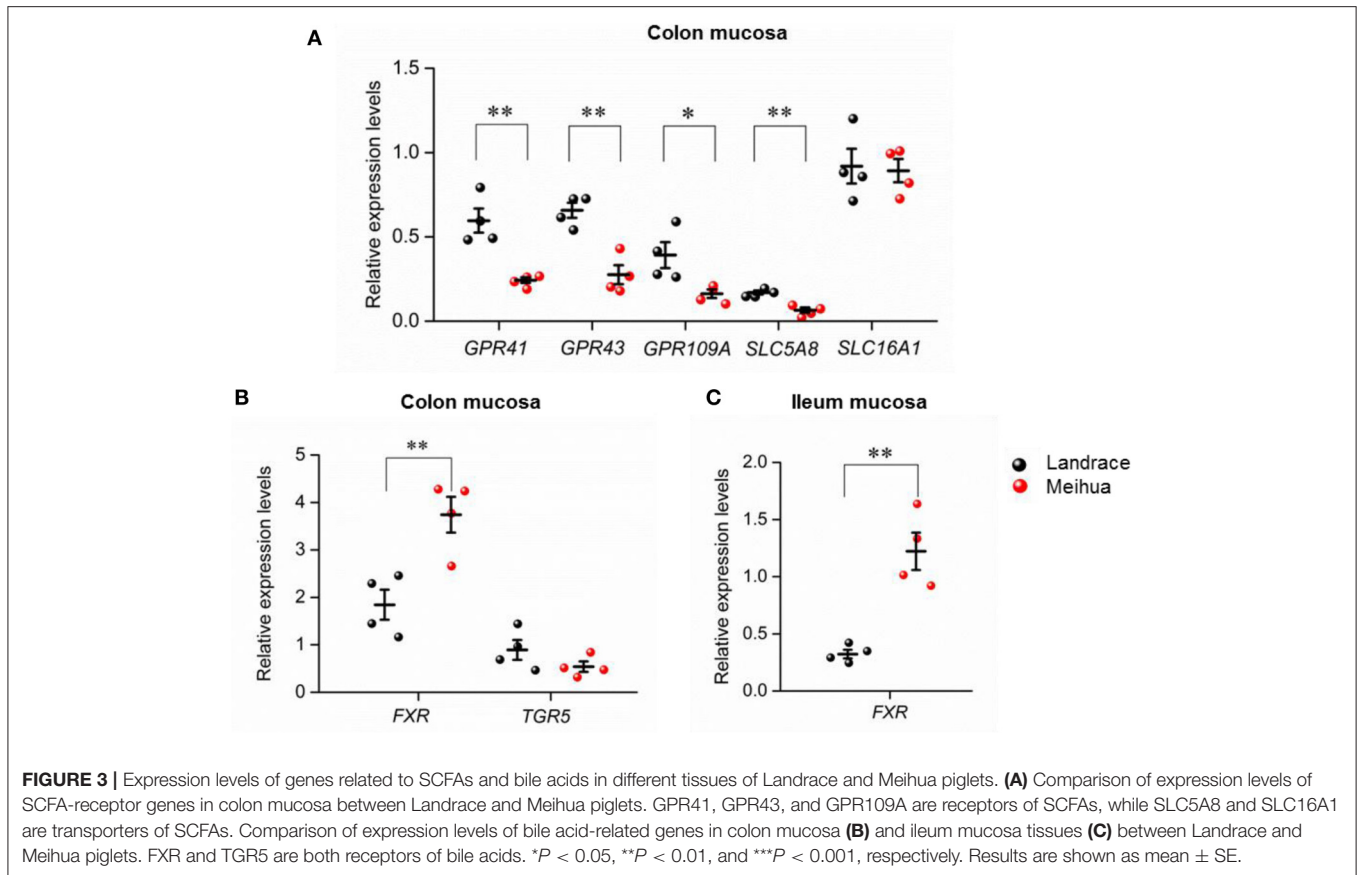 A
Colon mucosa
Relative expression levels
1.5
1.0
0.5
0.0
** ** * **
GPR41 GPR43 GPR109A SLC5A8 SLC16A1
B
Colon mucosa
Relative expression levels
5
4
3
2
1
0
**
FXR TGR5
C
Ileum mucosa
Relative expression levels
2.0
1.5
1.0
0.5
0.0
**
FXR
Landrace
Meihua
FIGURE 3 | Expression levels of genes related to SCFAs and bile acids in different tissues of Landrace and Meihua piglets. (A) Comparison of expression levels of
SCFA-receptor genes in colon mucosa between Landrace and Meihua piglets. GPR41, GPR43, and GPR109A are receptors of SCFAs, while SLC5A8 and SLC16A1
are transporters of SCFAs. Comparison of expression levels of bile acid-related genes in colon mucosa (B) and ileum mucosa tissues (C) between Landrace and
Meihua piglets. FXR and TGR5 are both receptors of bile acids. *P < 0.05, **P < 0.01, and ***P < 0.001, respectively. Results are shown as mean ± SE.